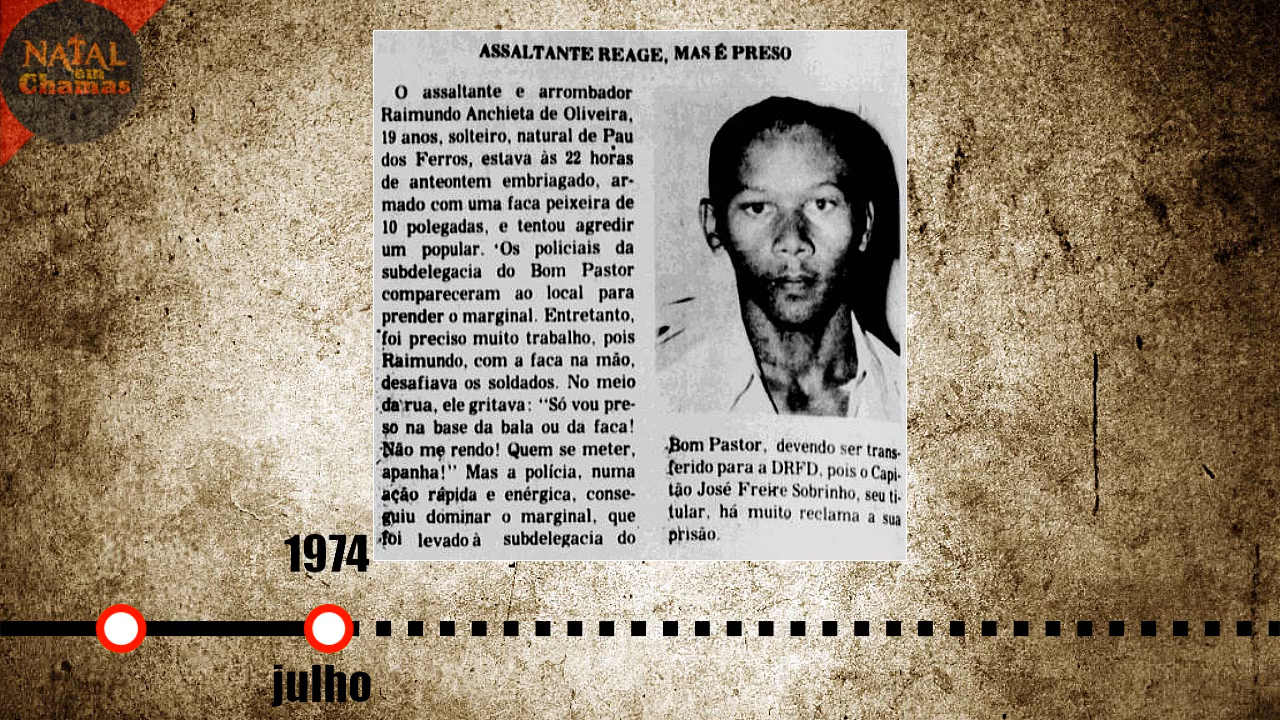 NATAL
em
Chamas
ASSALTANTE REAGE, MAS É PRESO
O assaltante e arrombador
Raimundo Anchieta de Oliveira,
19 anos, solteiro, natural de Pau
dos Ferros, estava às 22 horas
de anteontem embriagado, ar-
mado com uma faca peixeira de
10 polegadas, e tentou agredir
um popular. Os policiais da
subdelegacia do Bom Pastor
compareceram ao local para
prender o marginal. Entretanto,
foi preciso muito trabalho, pois
Raimundo, com a faca na mão,
desafiava os soldados. No meio
da rua, ele gritava: "Só vou pre-
so na base da bala ou da faca!
Não me rendo! Quem se meter,
apanha!" Mas a polícia, numa
ação rápida e enérgica, conse-
guiu dominar o marginal, que
foi levado à subdelegacia do
Bom Pastor, devendo ser trans-
ferido para a DRFD, pois o Capi-
tão José Freire Sobrinho, seu ti-
tular, há muito reclama a sua
prisão.
1974
julho